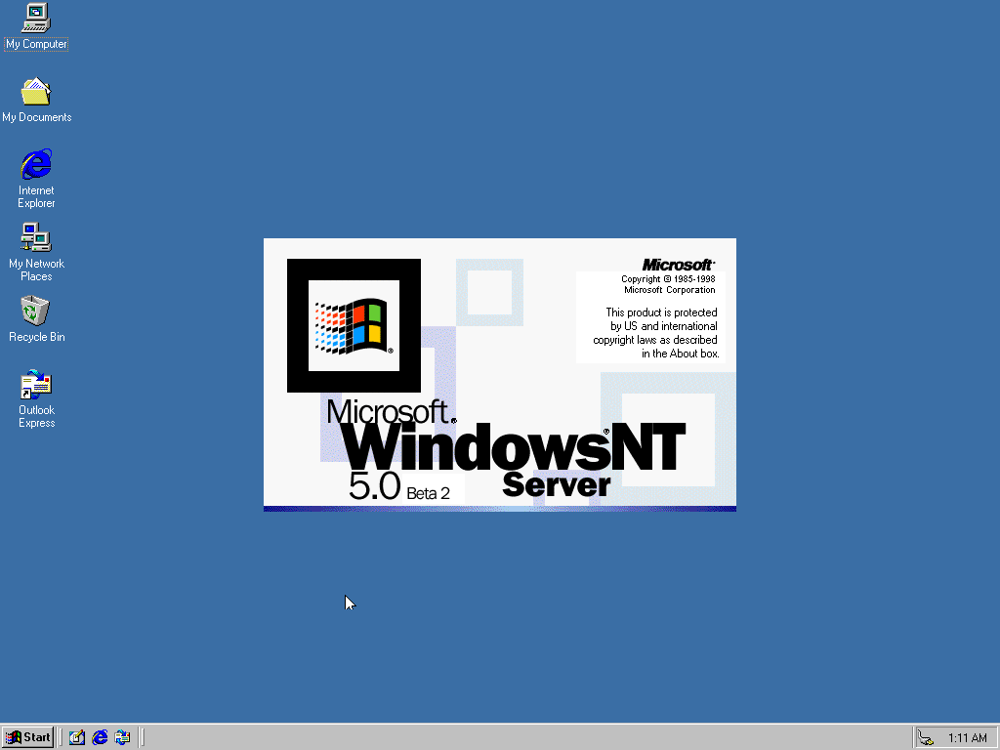 My Computer
My Documents
Internet
Explorer
My Network
Places
Recycle Bin
Outlook
Express
Microsoft
Copyright © 1985-1998
Microsoft Corporation
This product is protected
by US and international
copyright laws as described
in the About box.
Microsoft®
WindowsNT®
Server
5.0 Beta 2
Start
1:11 AM